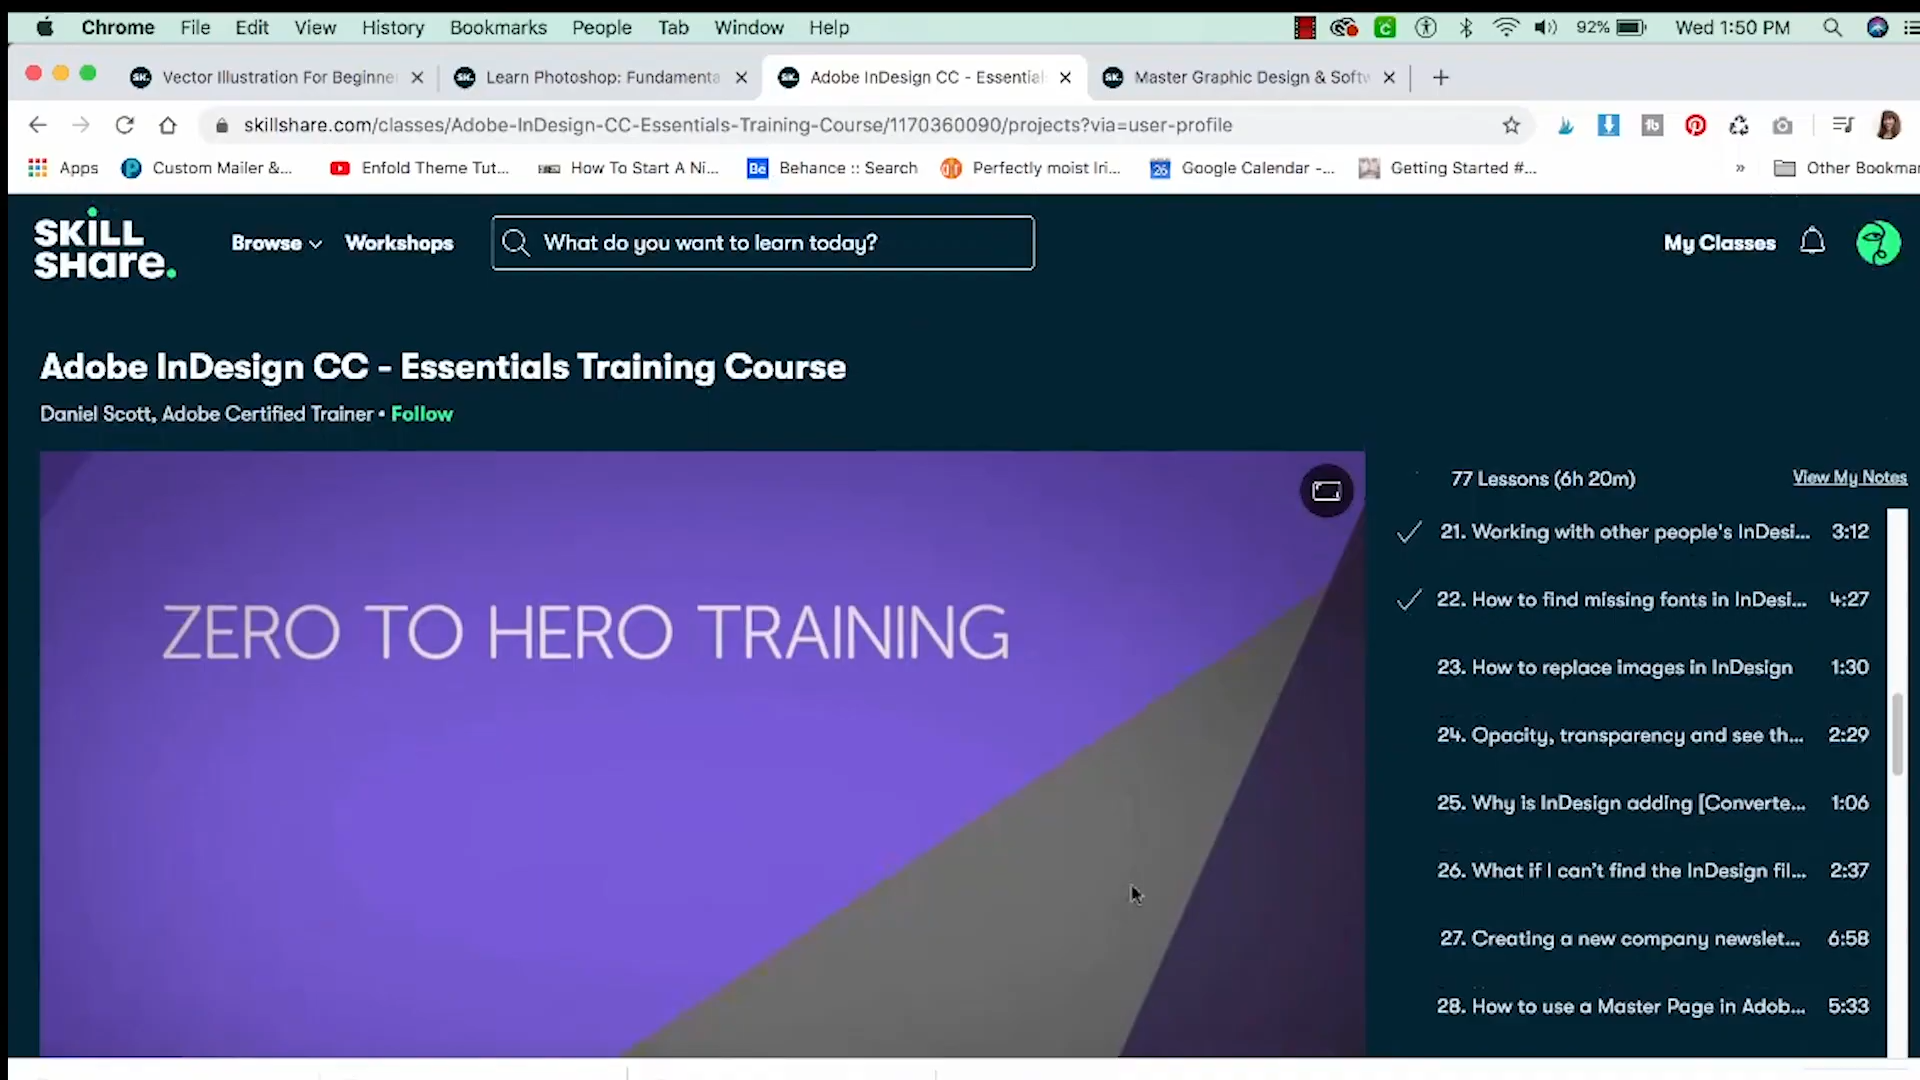 Chrome File Edit View History Bookmarks People Tab Window Help 92% Wed 1:50 PM
SK. Vector Illustration For Beginne
SK. Learn Photoshop: Fundamenta
SK. Adobe InDesign CC - Essential
SK. Master Graphic Design & Softw
skillshare.com/classes/Adobe-InDesign-CC-Essentials-Training-Course/1170360090/projects?via=user-profile
Apps Custom Mailer &... Enfold Theme Tut... How To Start A Ni... Bē Behance :: Search Perfectly moist Iri... 26 Google Calendar -... Getting Started #... » Other Bookmar
SKiLL
SHare.
Browse Workshops What do you want to learn today? My Classes
Adobe InDesign CC - Essentials Training Course
Daniel Scott, Adobe Certified Trainer • Follow
ZERO TO HERO TRAINING
77 Lessons (6h 20m) View My Notes
21. Working with other people's InDesi... 3:12
22. How to find missing fonts in InDesi... 4:27
23. How to replace images in InDesign 1:30
24. Opacity, transparency and see th... 2:29
25. Why is InDesign adding [Converte... 1:06
26. What if I can't find the InDesign fil... 2:37
27. Creating a new company newslet... 6:58
28. How to use a Master Page in Adob... 5:33